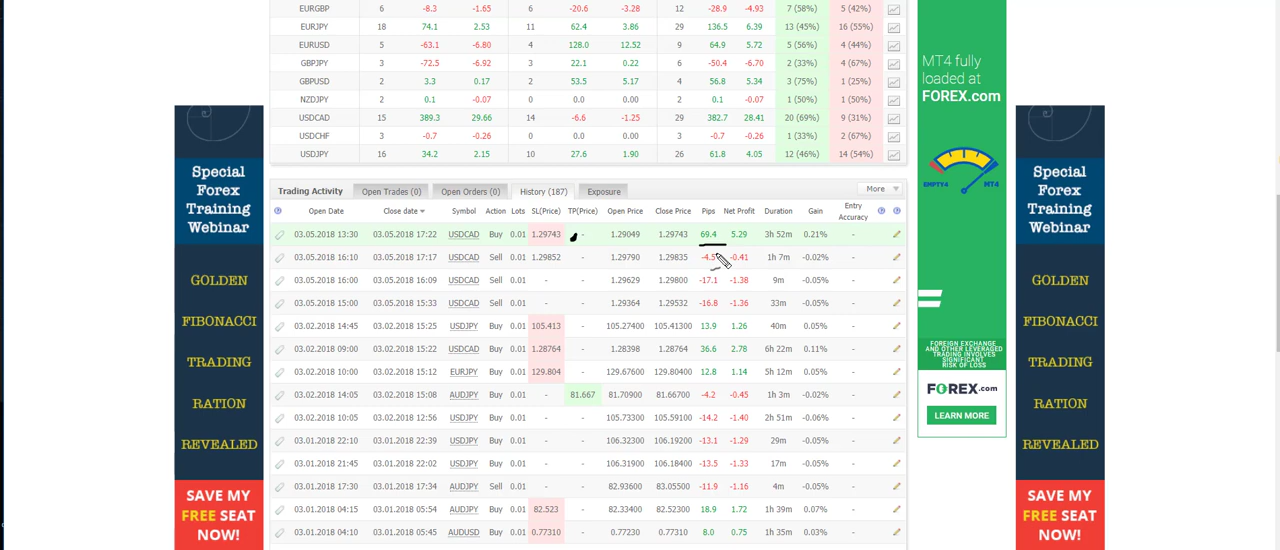 EURGBP 6 -8.3 -1.65 6 -20.6 -3.28 12 -28.9 -4.93 7 (58%) 5 (42%)
EURJPY 18 74.1 2.53 11 62.4 3.86 29 136.5 6.39 13 (45%) 16 (55%)
EURUSD 5 -63.1 -6.80 4 128.0 12.52 9 64.9 5.72 5 (56%) 4 (44%)
GBPJPY 3 -72.5 -6.92 3 22.1 0.22 6 -50.4 -6.70 2 (33%) 4 (67%)
GBPUSD 2 3.3 0.17 2 53.5 5.17 4 56.8 5.34 3 (75%) 1 (25%)
NZDJPY 2 0.1 -0.07 0 0.0 0.00 2 0.1 -0.07 1 (50%) 1 (50%)
USDCAD 15 389.3 29.66 14 -6.6 -1.25 29 382.7 28.41 20 (69%) 9 (31%)
USDCHF 3 -0.7 -0.26 0 0.0 0.00 3 -0.7 -0.26 1 (33%) 2 (67%)
USDJPY 16 34.2 2.15 10 27.6 1.90 26 61.8 4.05 12 (46%) 14 (54%)
Trading Activity Open Trades (0) Open Orders (0) History (187) Exposure More
Open Date Close date Symbol Action Lots SL(Price) TP(Price) Open Price Close Price Pips Net Profit Duration Gain Entry Accuracy
03.05.2018 13:30 03.05.2018 17:22 USDCAD Buy 0.01 1.29743 - 1.29049 1.29743 69.4 5.29 3h 52m 0.21% -
03.05.2018 16:10 03.05.2018 17:17 USDCAD Sell 0.01 1.29852 1.29790 1.29835 -4.5 -0.41 1h 7m -0.02% -
03.05.2018 16:00 03.05.2018 16:09 USDCAD Sell 0.01 - - 1.29629 1.29800 -17.1 -1.38 9m -0.05% -
03.05.2018 15:00 03.05.2018 15:33 USDCAD Sell 0.01 - - 1.29364 1.29532 -16.8 -1.36 33m -0.05% -
03.02.2018 14:45 03.02.2018 15:25 USDJPY Buy 0.01 105.413 - 105.27400 105.41300 13.9 1.26 40m 0.05% -
03.02.2018 09:00 03.02.2018 15:22 USDCAD Buy 0.01 1.28764 - 1.28398 1.28764 36.6 2.78 6h 22m 0.11% -
03.02.2018 10:00 03.02.2018 15:12 EURJPY Buy 0.01 129.804 - 129.67600 129.80400 12.8 1.14 5h 12m 0.05% -
03.02.2018 14:05 03.02.2018 15:08 AUDJPY Buy 0.01 81.667 81.70900 81.66700 -4.2 -0.45 1h 3m -0.02% -
03.02.2018 10:05 03.02.2018 12:56 USDJPY Buy 0.01 - - 105.73300 105.59100 -14.2 -1.40 2h 51m -0.06% -
03.01.2018 22:10 03.01.2018 22:39 USDJPY Buy 0.01 - - 106.32300 106.19200 -13.1 -1.29 29m -0.05% -
03.01.2018 21:45 03.01.2018 22:02 USDJPY Buy 0.01 - - 106.31900 106.18400 -13.5 -1.33 17m -0.05% -
03.01.2018 17:30 03.01.2018 17:34 AUDJPY Sell 0.01 - - 82.93600 83.05500 -11.9 -1.16 4m -0.05% -
03.01.2018 04:15 03.01.2018 05:54 AUDJPY Buy 0.01 82.523 - 82.33400 82.52300 18.9 1.72 1h 39m 0.07% -
03.01.2018 04:10 03.01.2018 05:45 AUDUSD Buy 0.01 0.77310 - 0.77230 0.77310 8.0 0.75 1h 35m 0.03% -
Special
Forex
Training
Webinar
GOLDEN
FIBONACCI
TRADING
RATION
REVEALED
SAVE MY
FREE SEAT
NOW!
MT4 fully
loaded at
FOREX.com
EMPTY4 MT4
FOREIGN EXCHANGE
AND OTHER LEVERAGED
TRADING INVOLVES
SIGNIFICANT
RISK OF LOSS
FOREX.com
LEARN MORE
Special
Forex
Training
Webinar
GOLDEN
FIBONACCI
TRADING
RATION
REVEALED
SAVE MY
FREE SEAT
NOW!